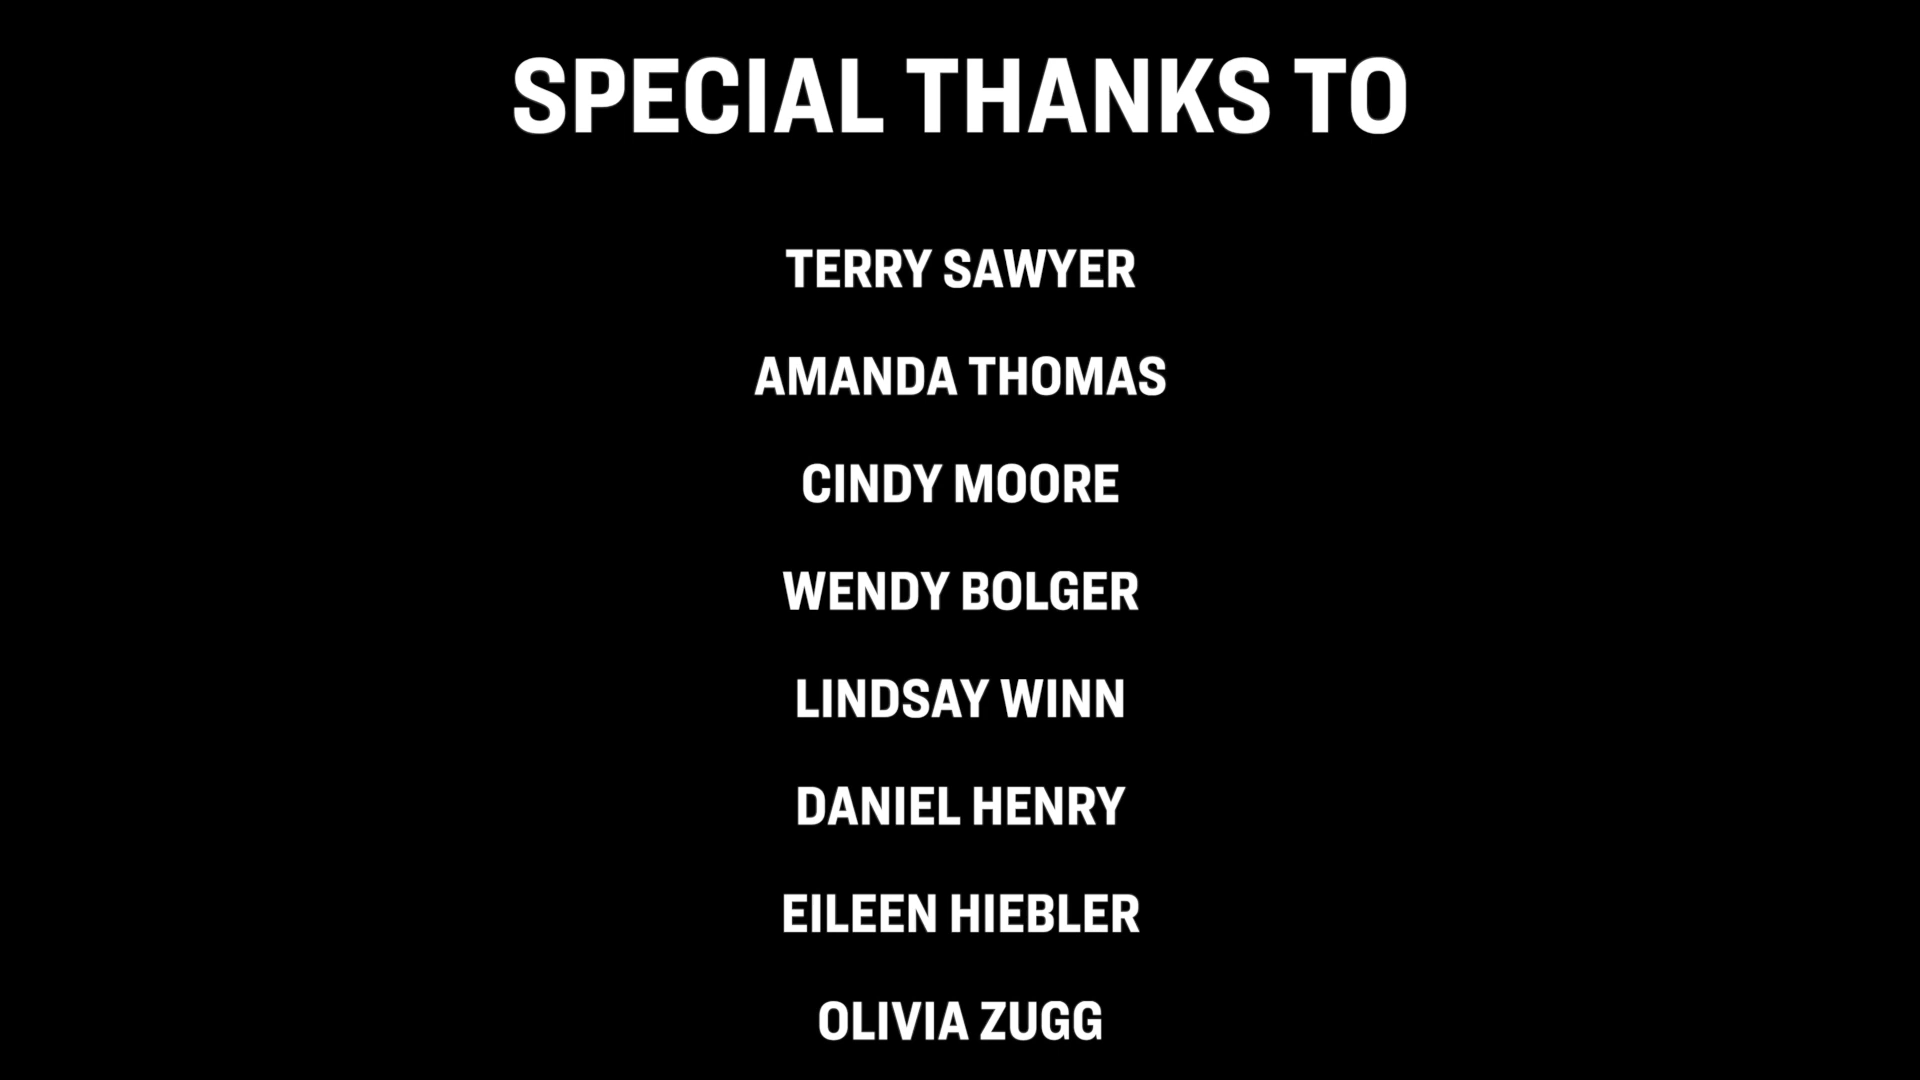 SPECIAL THANKS TO
TERRY SAWYER
AMANDA THOMAS
CINDY MOORE
WENDY BOLGER
LINDSAY WINN
DANIEL HENRY
EILEEN HIEBLER
OLIVIA ZUGG